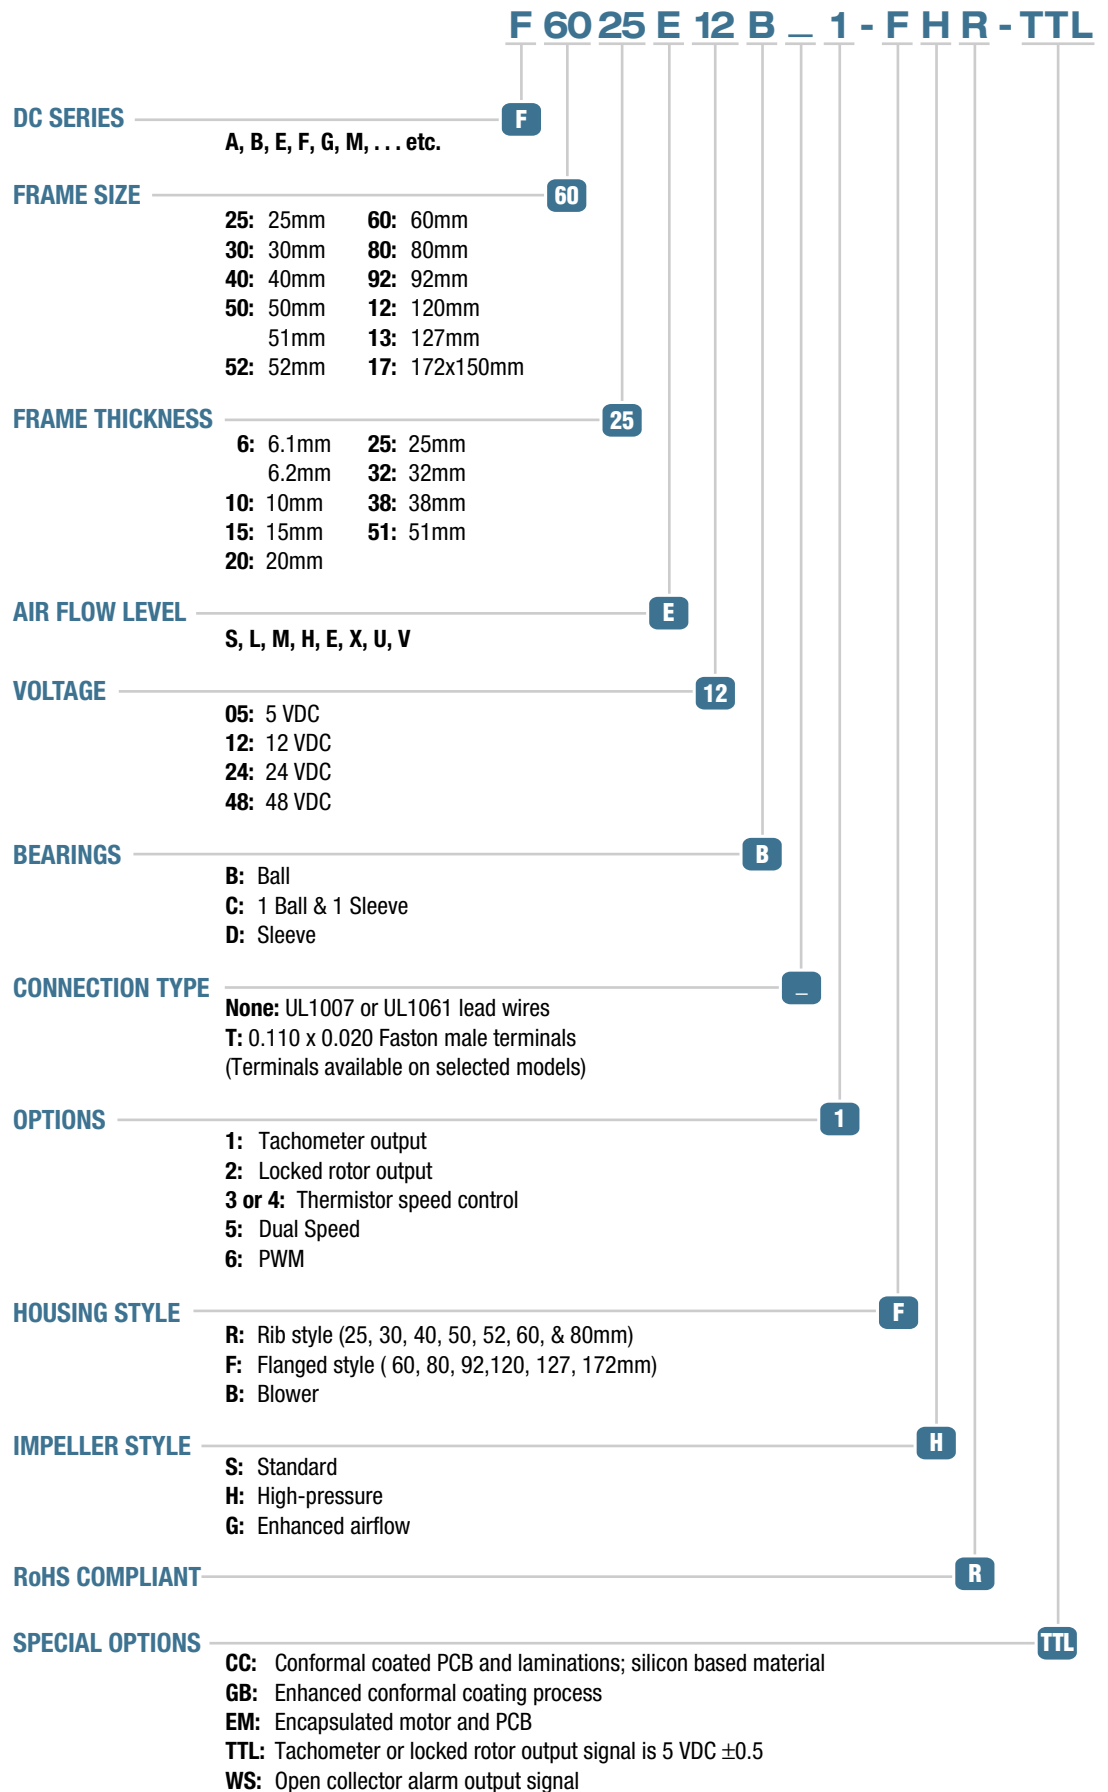 F 60 25 E 12 B _ 1 - F H R - TTL
DC SERIES F
A, B, E, F, G, M, . . . etc.
FRAME SIZE 60
25: 25mm 60: 60mm
30: 30mm 80: 80mm
40: 40mm 92: 92mm
50: 50mm 12: 120mm
51mm 13: 127mm
52: 52mm 17: 172x150mm
FRAME THICKNESS 25
6: 6.1mm 25: 25mm
6.2mm 32: 32mm
10: 10mm 38: 38mm
15: 15mm 51: 51mm
20: 20mm
AIR FLOW LEVEL E
S, L, M, H, E, X, U, V
VOLTAGE 12
05: 5 VDC
12: 12 VDC
24: 24 VDC
48: 48 VDC
BEARINGS B
B: Ball
C: 1 Ball & 1 Sleeve
D: Sleeve
CONNECTION TYPE _
None: UL1007 or UL1061 lead wires
T: 0.110 x 0.020 Faston male terminals
(Terminals available on selected models)
OPTIONS 1
1: Tachometer output
2: Locked rotor output
3 or 4: Thermistor speed control
5: Dual Speed
6: PWM
HOUSING STYLE F
R: Rib style (25, 30, 40, 50, 52, 60, & 80mm)
F: Flanged style ( 60, 80, 92,120, 127, 172mm)
B: Blower
IMPELLER STYLE H
S: Standard
H: High-pressure
G: Enhanced airflow
RoHS COMPLIANT R
SPECIAL OPTIONS TTL
CC: Conformal coated PCB and laminations; silicon based material
GB: Enhanced conformal coating process
EM: Encapsulated motor and PCB
TTL: Tachometer or locked rotor output signal is 5 VDC ±0.5
WS: Open collector alarm output signal